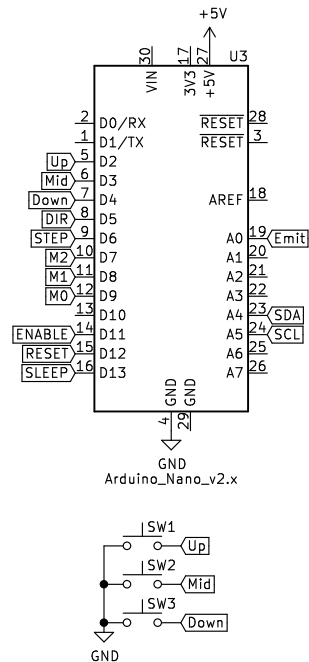 +5V
30 17 27 U3
VIN 3V3 +5V
2 D0/RX RESET 28
1 D1/TX RESET 3
Up 5 D2
Mid 6 D3
Down 7 D4 AREF 18
DIR 8 D5
STEP 9 D6 A0 19 Emit
M2 10 D7 A1 20
M1 11 D8 A2 21
M0 12 D9 A3 22
13 D10 A4 23 SDA
ENABLE 14 D11 A5 24 SCL
RESET 15 D12 A6 25
SLEEP 16 D13 A7 26
GND GND
4 29
GND
Arduino_Nano_v2.x
SW1
Up
SW2
Mid
SW3
Down
GND